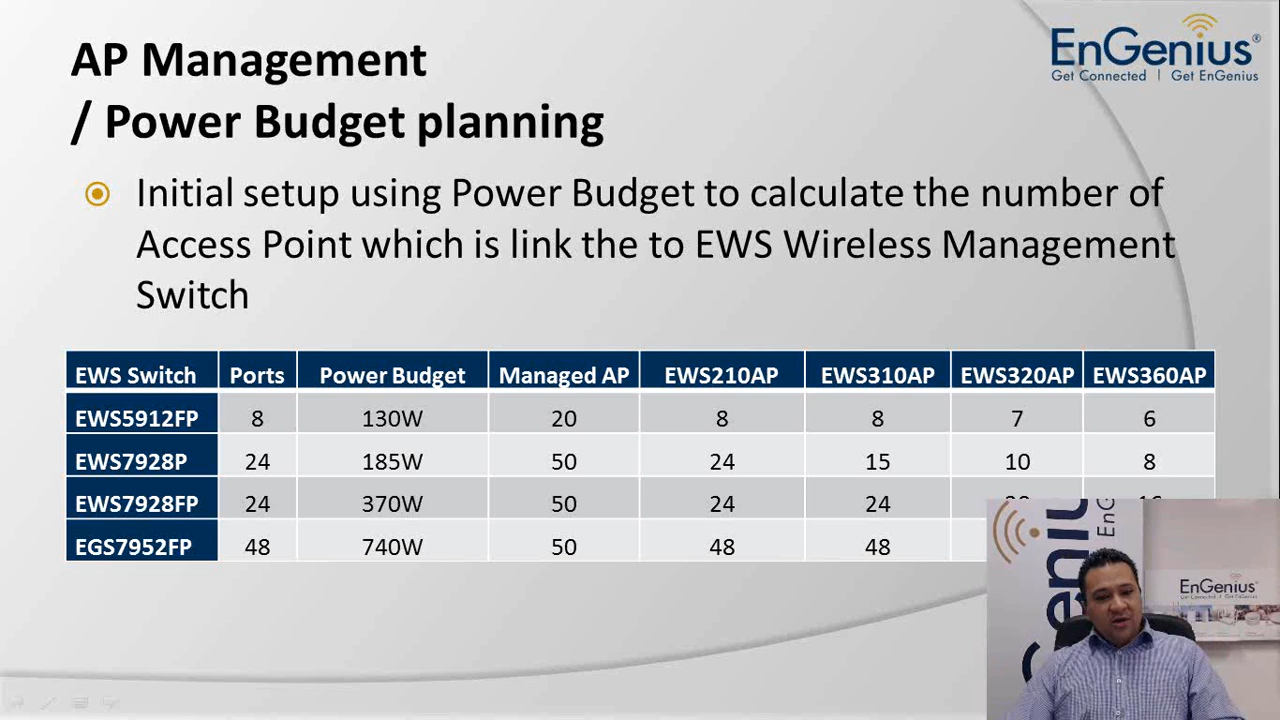 AP Management
/ Power Budget planning
EnGenius®
Get Connected | Get EnGenius
Initial setup using Power Budget to calculate the number of
Access Point which is link the to EWS Wireless Management
Switch
EWS Switch Ports Power Budget Managed AP EWS210AP EWS310AP EWS320AP EWS360AP
EWS5912FP 8 130W 20 8 8 7 6
EWS7928P 24 185W 50 24 15 10 8
EWS7928FP 24 370W 50 24 24
EGS7952FP 48 740W 50 48 48
Genius
EnG
EnGenius